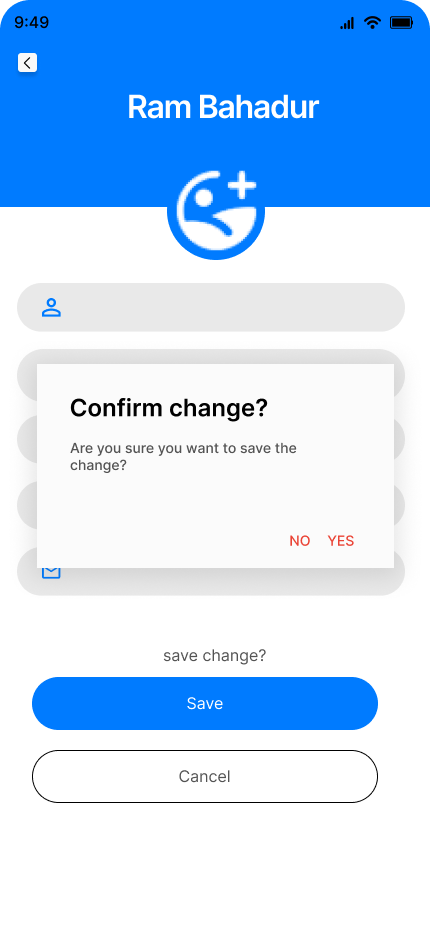 9:49
Ram Bahadur
Confirm change?
Are you sure you want to save the
change?
NO YES
save change?
Save
Cancel